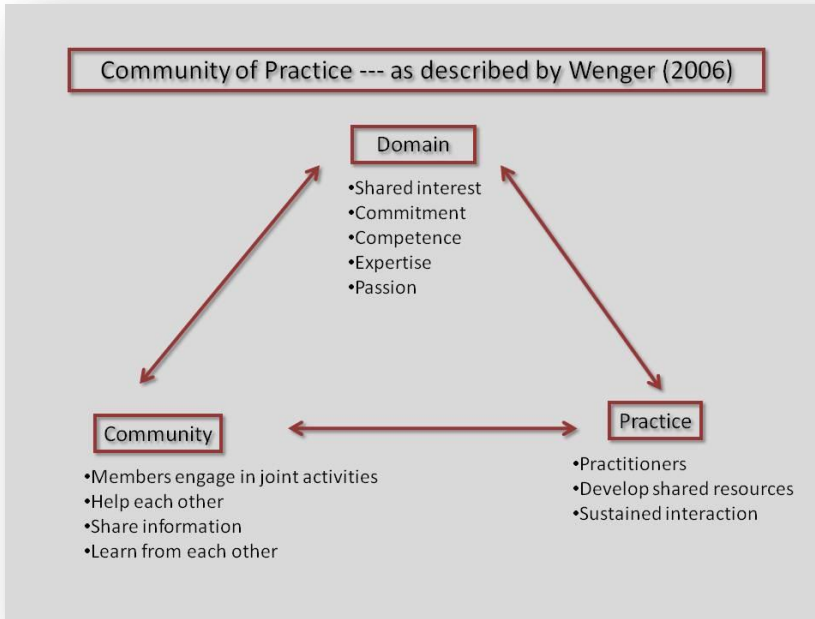 Community of Practice --- as described by Wenger (2006)
Domain
•Shared interest
•Commitment
•Competence
•Expertise
•Passion
Community
•Members engage in joint activities
•Help each other
•Share information
•Learn from each other
Practice
•Practitioners
•Develop shared resources
•Sustained interaction